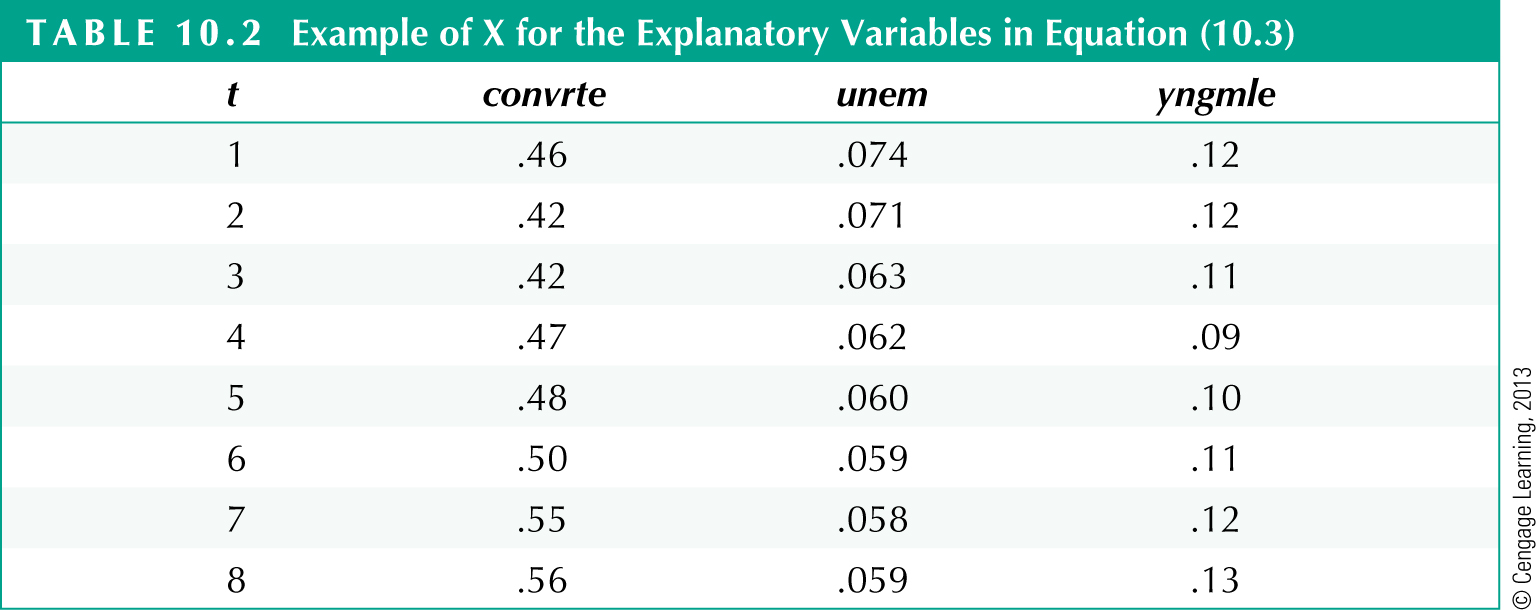 TABLE 10.2 Example of X for the Explanatory Variables in Equation (10.3)
t convrte unem yngmle
1 .46 .074 .12
2 .42 .071 .12
3 .42 .063 .11
4 .47 .062 .09
5 .48 .060 .10
6 .50 .059 .11
7 .55 .058 .12
8 .56 .059 .13
© Cengage Learning, 2013